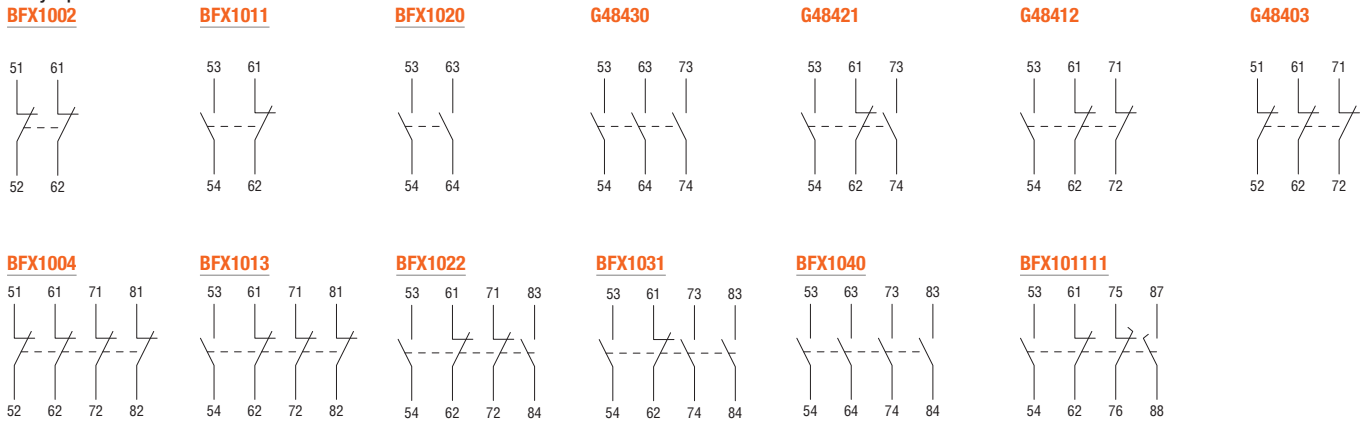 BFX1002 BFX1011 BFX1020 G48430 G48421 G48412 G48403
51 61 53 61 53 63 53 63 73 53 61 73 53 61 71 51 61 71
52 62 54 62 54 64 54 64 74 54 62 74 54 62 72 52 62 72
BFX1004 BFX1013 BFX1022 BFX1031 BFX1040 BFX101111
51 61 71 81 53 61 71 81 53 61 71 83 53 61 73 83 53 63 73 83 53 61 75 87
52 62 72 82 54 62 72 82 54 62 72 84 54 62 74 84 54 64 74 84 54 62 76 88